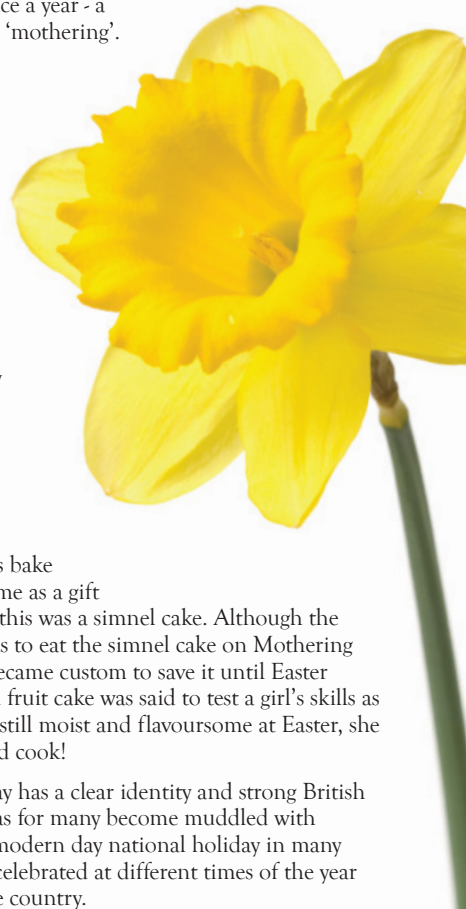 ce a year - a
‘mothering’.
s bake
me as a gift
this was a simnel cake. Although the
s to eat the simnel cake on Mothering
ecame custom to save it until Easter
fruit cake was said to test a girl’s skills as
still moist and flavoursome at Easter, she
d cook!
ay has a clear identity and strong British
as for many become muddled with
modern day national holiday in many
celebrated at different times of the year
e country.